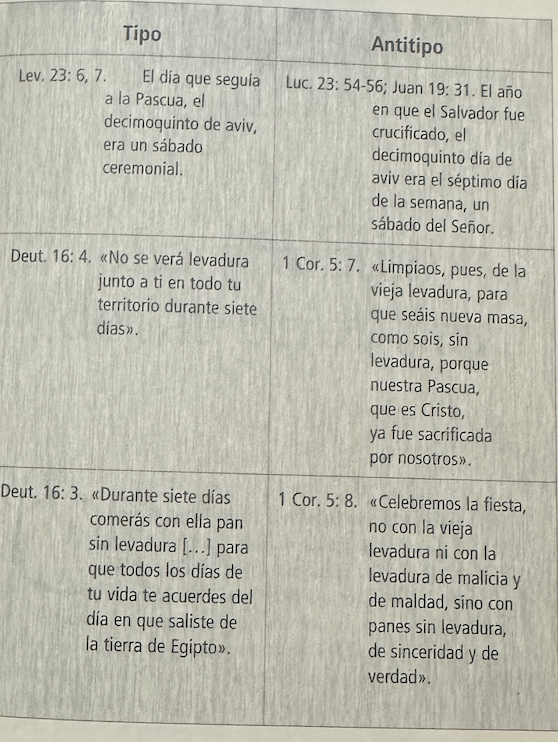 Tipo
Antitipo
Lev. 23: 6, 7. El día que seguía
a la Pascua, el
decimoquinto de aviv,
era un sábado
ceremonial.
Luc. 23: 54-56; Juan 19: 31. El año
en que el Salvador fue
crucificado, el
decimoquinto día de
aviv era el séptimo día
de la semana, un
sábado del Señor.
Deut. 16: 4. «No se verá levadura
junto a ti en todo tu
territorio durante siete
días».
1 Cor. 5: 7. «Limpiaos, pues, de la
vieja levadura, para
que seáis nueva masa,
como sois, sin
levadura, porque
nuestra Pascua,
que es Cristo,
ya fue sacrificada
por nosotros».
Deut. 16: 3. «Durante siete días
comerás con ella pan
sin levadura [...] para
que todos los días de
tu vida te acuerdes del
día en que saliste de
la tierra de Egipto».
1 Cor. 5: 8. «Celebremos la fiesta,
no con la vieja
levadura ni con la
levadura de malicia y
de maldad, sino con
panes sin levadura,
de sinceridad y de
verdad».